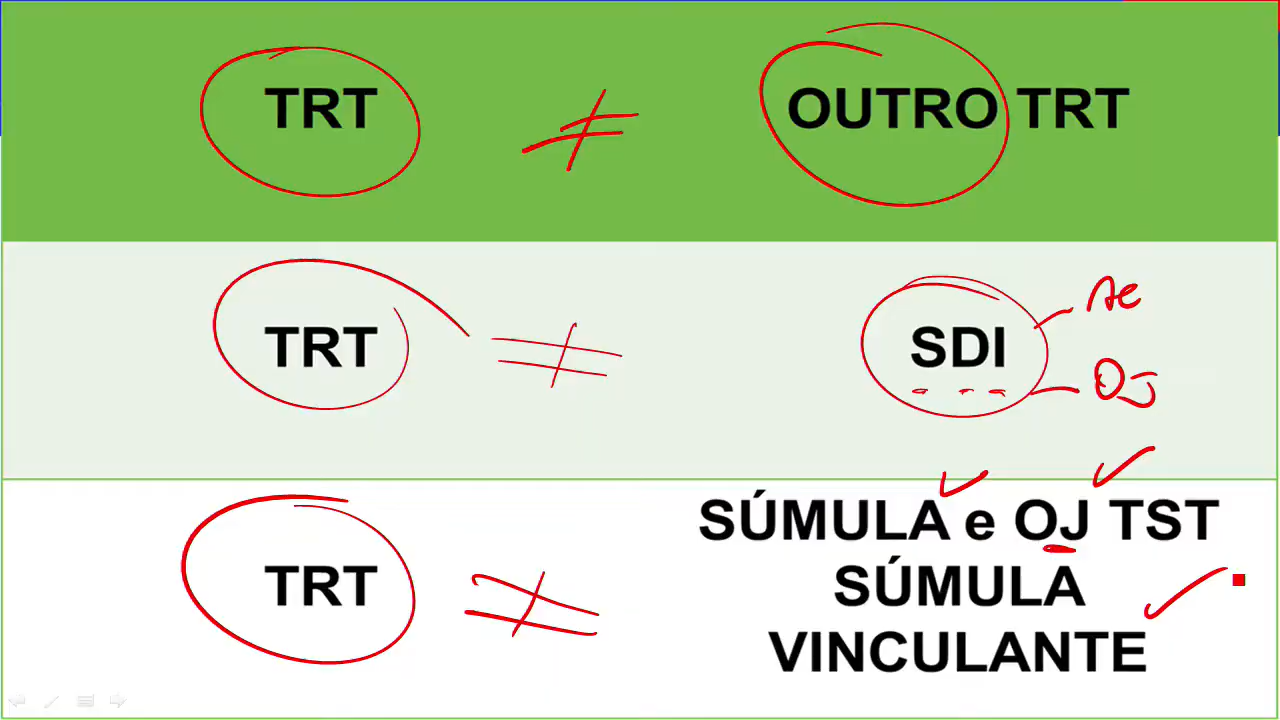 TRT ≠ OUTRO TRT
TRT ≠ SDI
Ac
OJ
SÚMULA e OJ TST
TRT ≠ SÚMULA
VINCULANTE